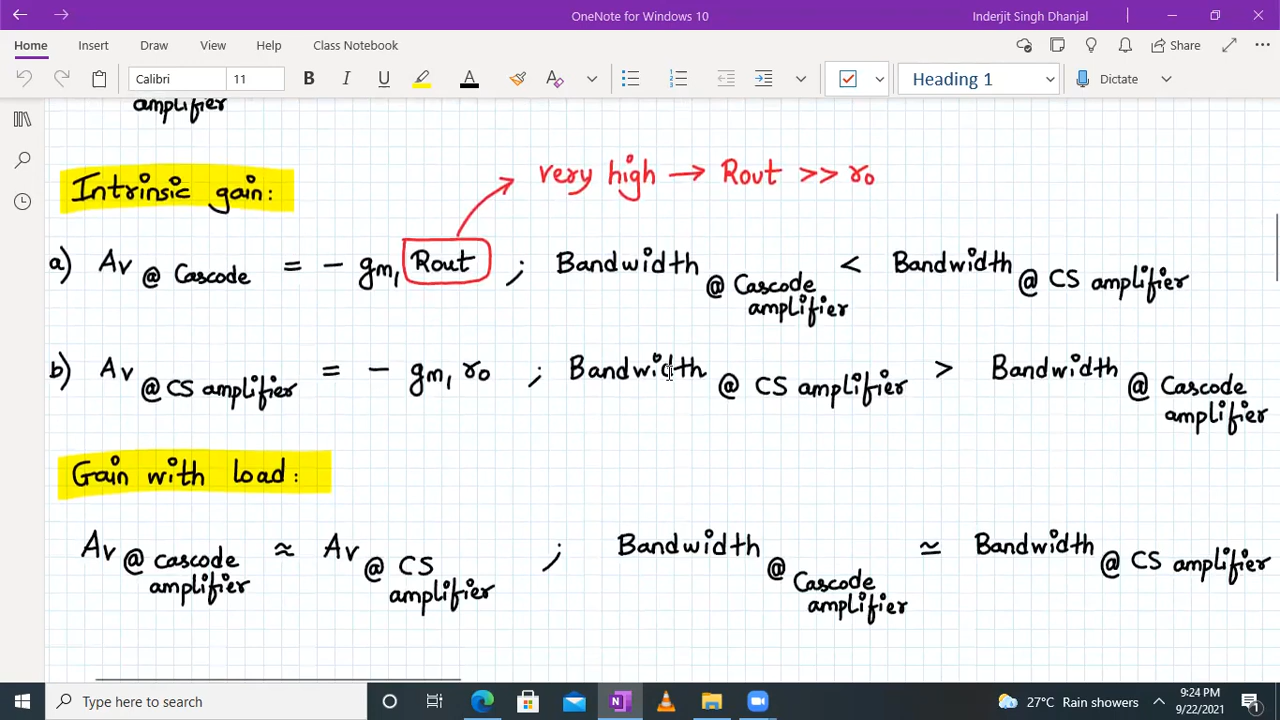 OneNote for Windows 10
Inderjit Singh Dhanjal
Home Insert Draw View Help Class Notebook
Share
Calibri 11 B I U A A Heading 1 Dictate
amplifier
Intrinsic gain:
very high → Rout >> ro
a) Av @ Cascode = - gm1 Rout ; Bandwidth @ Cascode amplifier < Bandwidth @ CS amplifier
b) Av @ CS amplifier = - gm1 ro ; Bandwidth @ CS amplifier > Bandwidth @ Cascode amplifier
Gain with load:
Av @ Cascode amplifier ≈ Av @ CS amplifier ; Bandwidth @ Cascode amplifier ≃ Bandwidth @ CS amplifier
Type here to search
27°C Rain showers
9:24 PM
9/22/2021
1